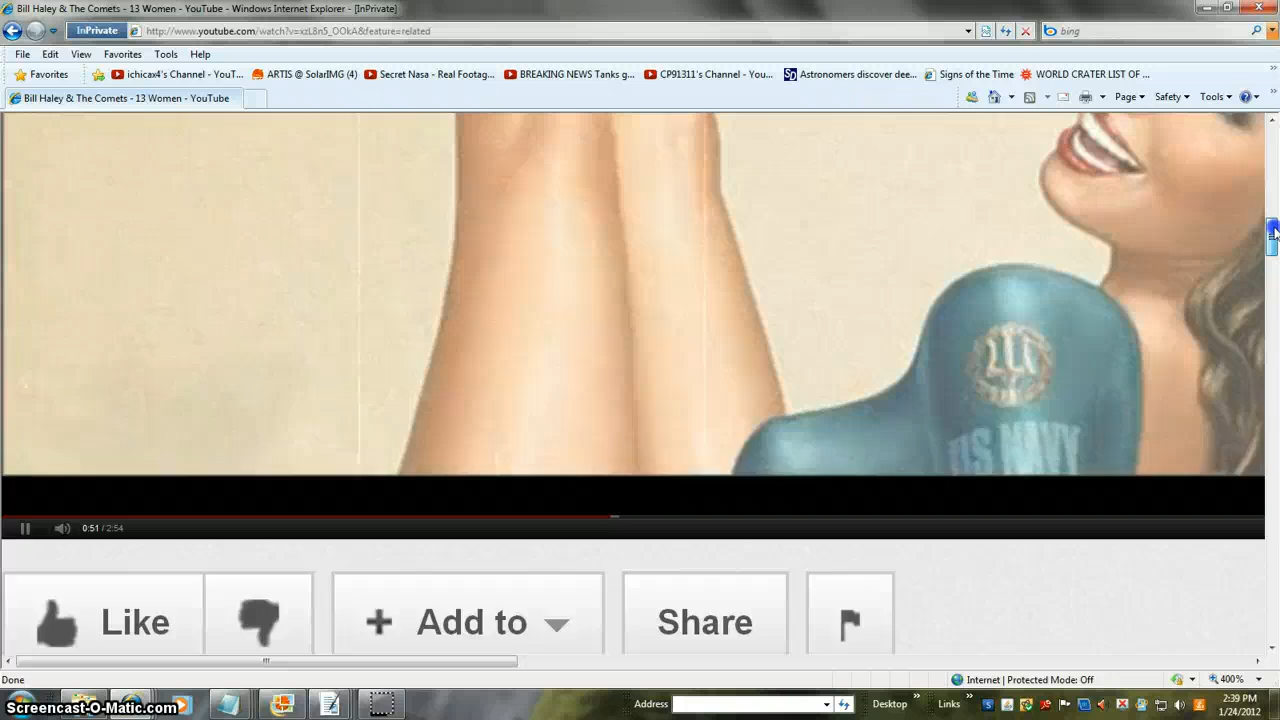 Bill Haley & The Comets - 13 Women - YouTube - Windows Internet Explorer - [InPrivate]
InPrivate http://www.youtube.com/watch?v=xzL8n5_OOkA&feature=related bing
File Edit View Favorites Tools Help
Favorites ichicax4's Channel - YouT... ARTIS @ SolarIMG (4) Secret Nasa - Real Footag... BREAKING NEWS Tanks g... CP91311's Channel - You... Astronomers discover dee... Signs of the Time WORLD CRATER LIST OF ...
Bill Haley & The Comets - 13 Women - YouTube
Page Safety Tools
US NAVY
0:51 / 2:54
Like + Add to Share
Done Internet | Protected Mode: Off 400%
Address Desktop Links 2:39 PM
1/24/2012
Screencast-O-Matic.com